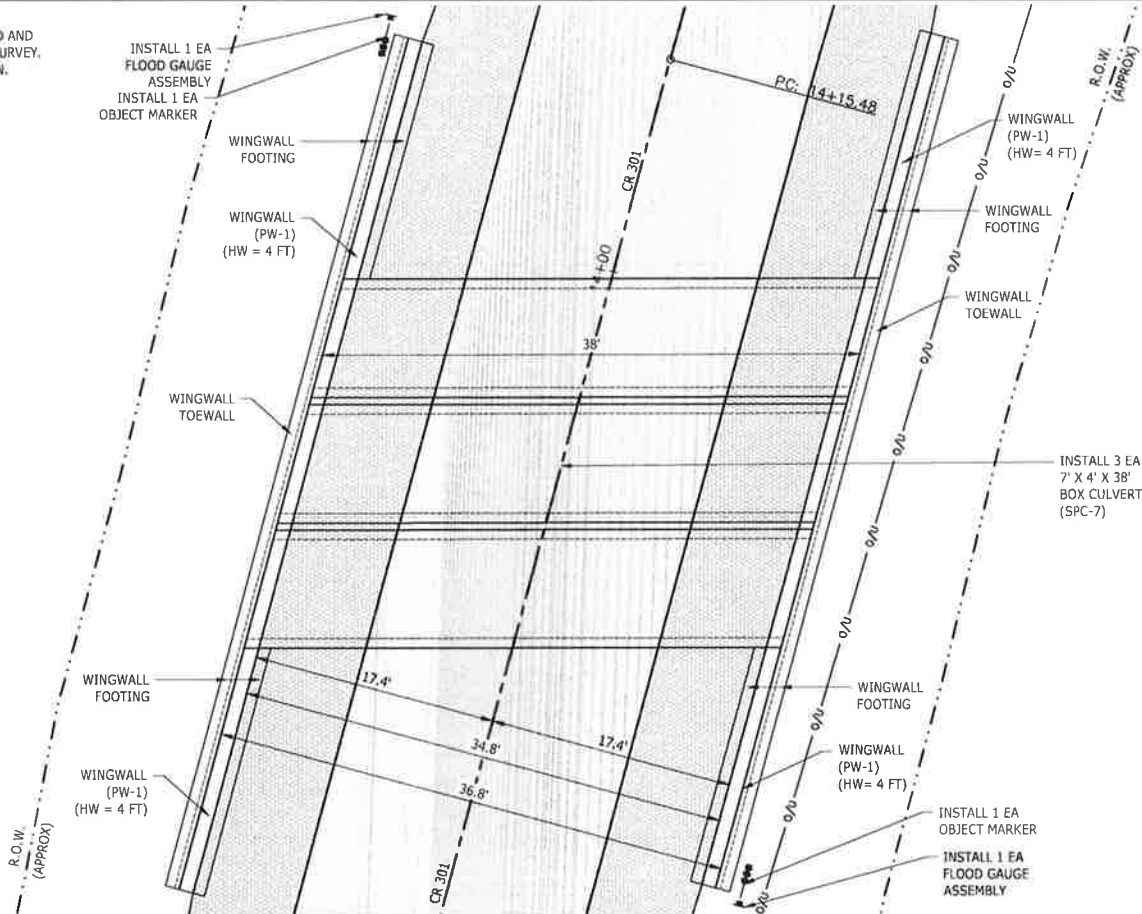 D AND
URVEY.
N.
INSTALL 1 EA
FLOOD GAUGE
ASSEMBLY
INSTALL 1 EA
OBJECT MARKER
WINGWALL
FOOTING
WINGWALL
(PW-1)
(HW = 4 FT)
WINGWALL
TOEWALL
WINGWALL
FOOTING
WINGWALL
(PW-1)
(HW = 4 FT)
R.O.W.
(APPROX)
PC: 14+15.48
CR 301
14+00
38'
17.4'
17.4'
34.8'
36.8'
CR 301
O/U
O/U
O/U
O/U
O/U
O/U
O/U
O/U
O/U
O/U
R.O.W.
(APPROX)
WINGWALL
(PW-1)
(HW= 4 FT)
WINGWALL
FOOTING
WINGWALL
TOEWALL
INSTALL 3 EA
7' X 4' X 38'
BOX CULVERT
(SPC-7)
WINGWALL
FOOTING
WINGWALL
(PW-1)
(HW= 4 FT)
INSTALL 1 EA
OBJECT MARKER
INSTALL 1 EA
FLOOD GAUGE
ASSEMBLY